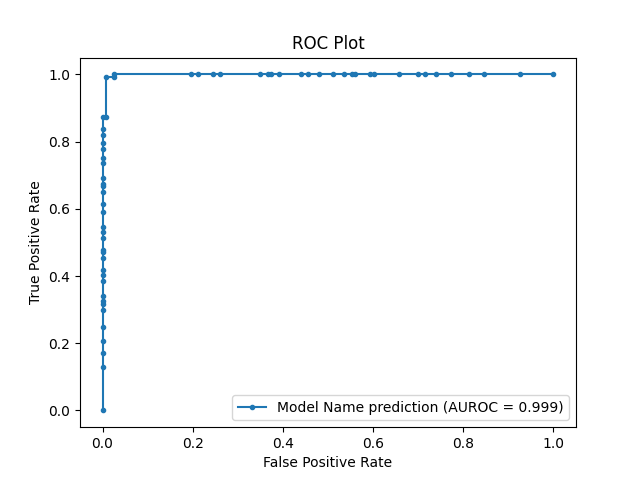 ROC Plot
1.0
0.8
0.6
0.4
0.2
0.0
True Positive Rate
Model Name prediction (AUROC = 0.999)
0.0 0.2 0.4 0.6 0.8 1.0
False Positive Rate